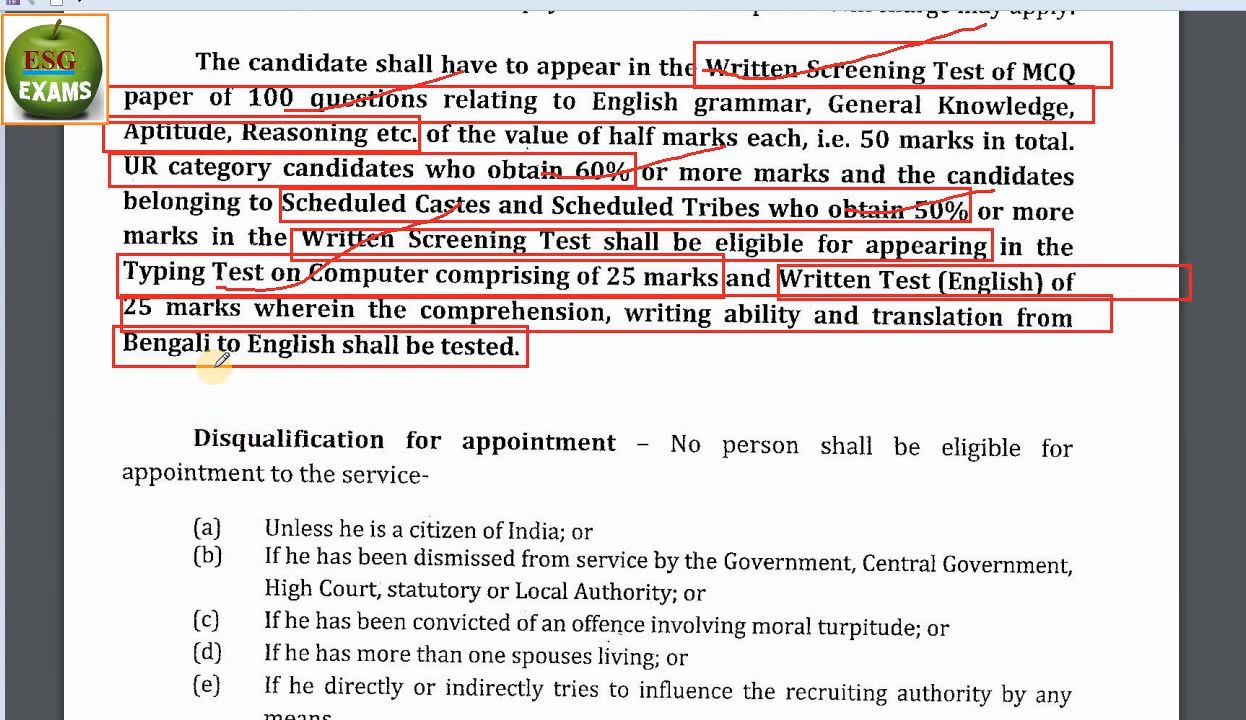 charge may apply.
ESG
EXAMS
The candidate shall have to appear in the Written Screening Test of MCQ
paper of 100 questions relating to English grammar, General Knowledge,
Aptitude, Reasoning etc. of the value of half marks each, i.e. 50 marks in total.
UR category candidates who obtain 60% or more marks and the candidates
belonging to Scheduled Castes and Scheduled Tribes who obtain 50% or more
marks in the Written Screening Test shall be eligible for appearing in the
Typing Test on Computer comprising of 25 marks and Written Test (English) of
25 marks wherein the comprehension, writing ability and translation from
Bengali to English shall be tested.
Disqualification for appointment – No person shall be eligible for
appointment to the service-
(a) Unless he is a citizen of India; or
(b) If he has been dismissed from service by the Government, Central Government,
High Court, statutory or Local Authority; or
(c) If he has been convicted of an offence involving moral turpitude; or
(d) If he has more than one spouses living; or
(e) If he directly or indirectly tries to influence the recruiting authority by any
means